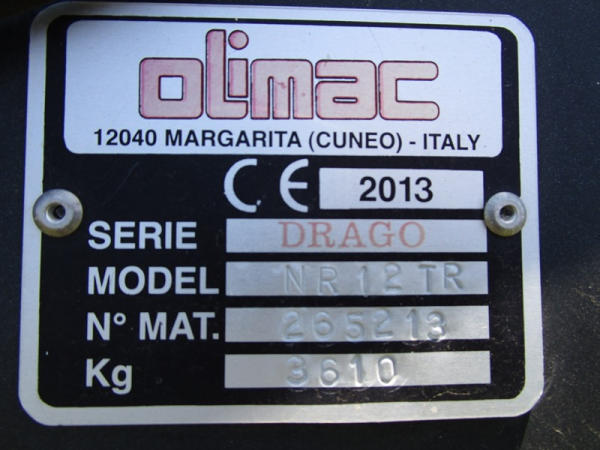 olimac
12040 MARGARITA (CUNEO) - ITALY
CE 2013
SERIE DRAGO
MODEL NR12TR
N° MAT. 265213
Kg 3610